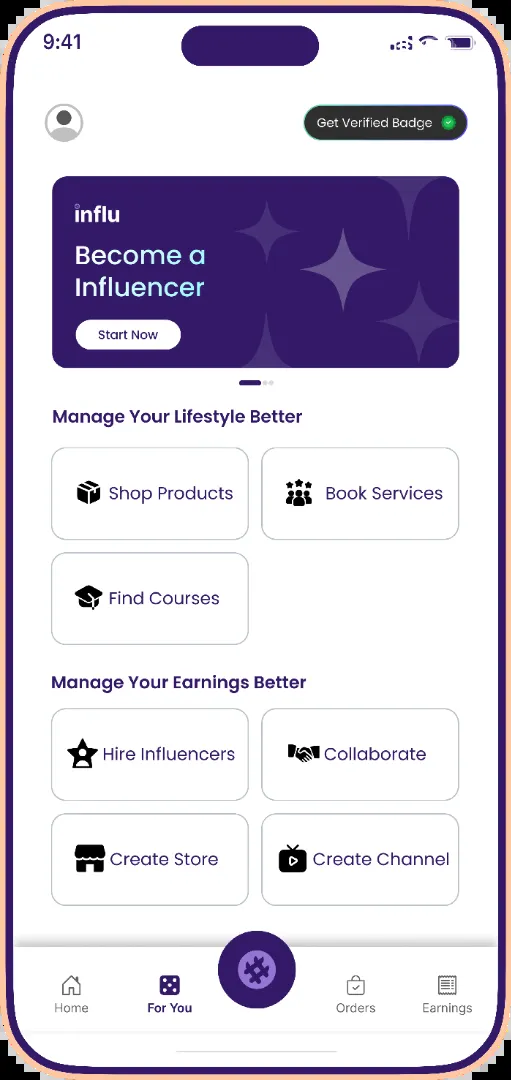 9:41
Get Verified Badge
influ
Become a
Influencer
Start Now
Manage Your Lifestyle Better
Shop Products
Book Services
Find Courses
Manage Your Earnings Better
Hire Influencers
Collaborate
Create Store
Create Channel
Home
For You
Orders
Earnings